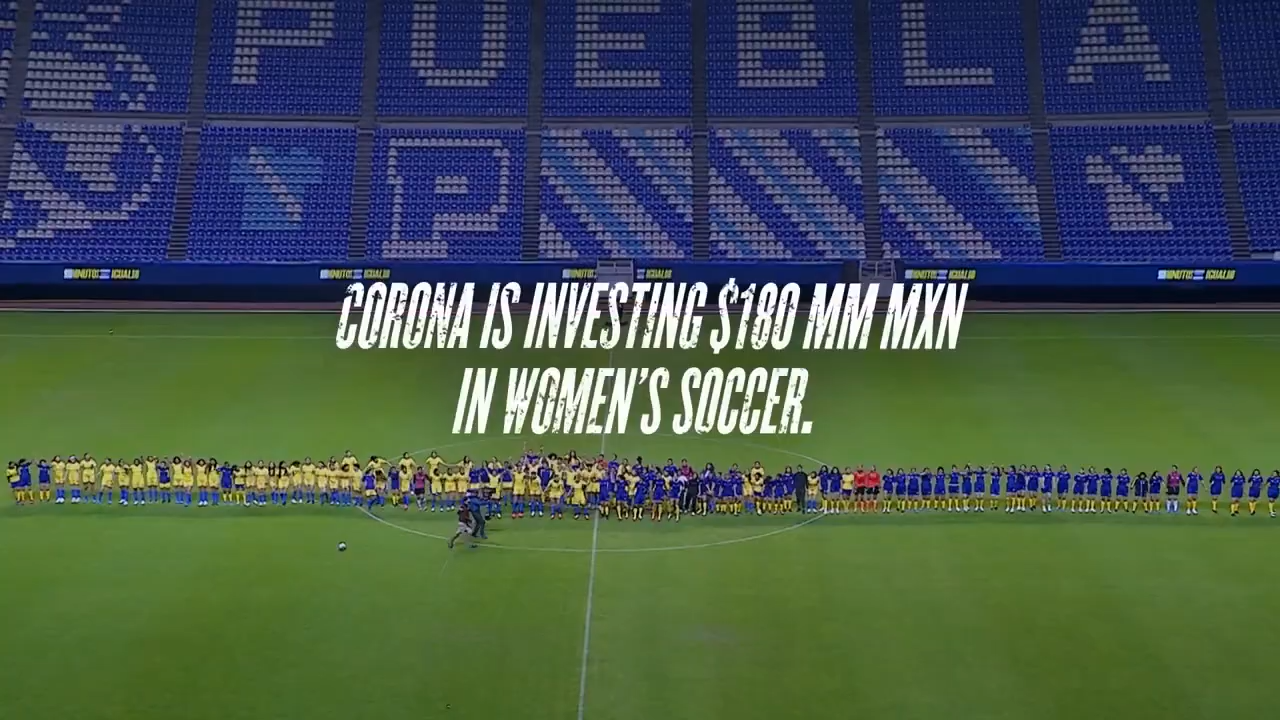 PUEBLA
CORONA IS INVESTING $180 MM MXN
IN WOMEN'S SOCCER.